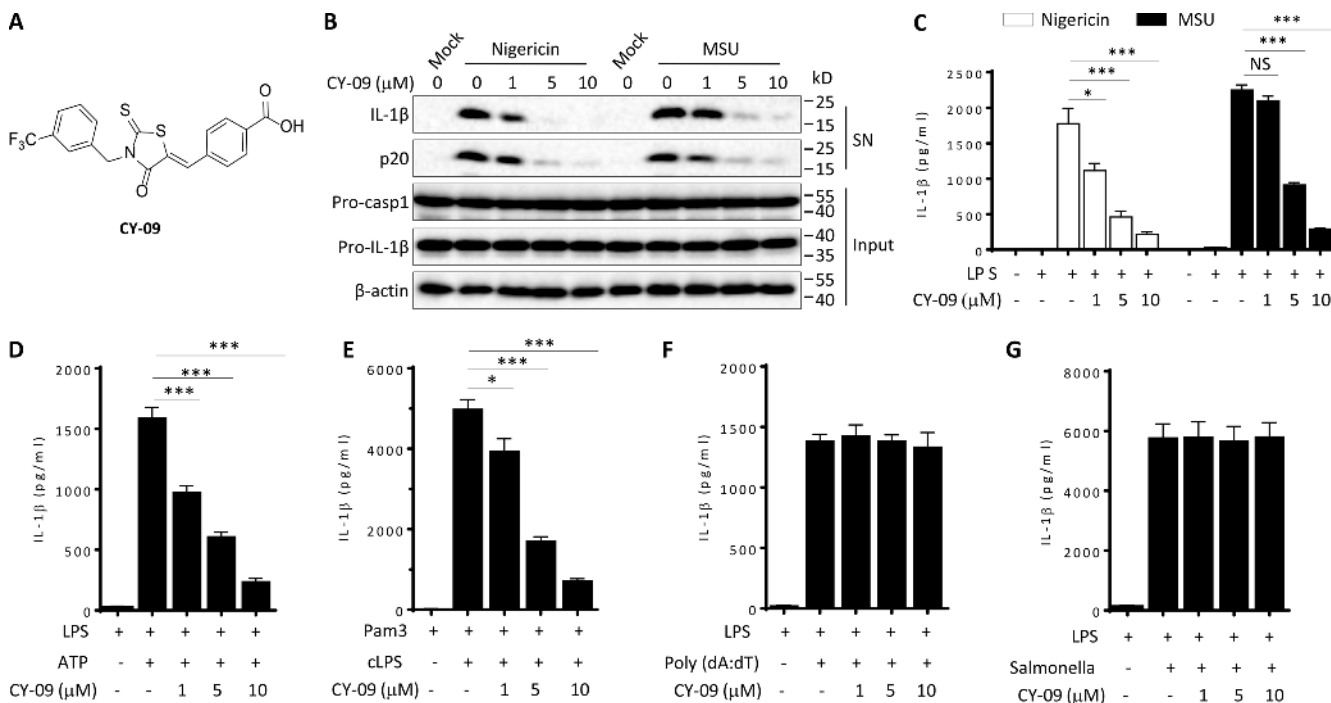 A
F₃C
N
S
S
O
O
OH
CY-09
B
Mock Nigericin Mock MSU
CY-09 (μM) 0 0 1 5 10 0 0 1 5 10 kD
IL-1β 25 15
p20 25 15
SN
Pro-casp1 55 40
Pro-IL-1β 40 35
β-actin 55 40
Input
C
Nigericin MSU
***
***
*
***
***
NS
IL-1β (pg/ml)
2500
2000
1500
1000
500
0
LP S - + + + + + - + + + + +
CY-09 (μM) - - - 1 5 10 - - - 1 5 10
D
***
***
***
IL-1β (pg/ml)
2000
1500
1000
500
0
LPS + + + + +
ATP - + + + +
CY-09 (μM) - - 1 5 10
E
***
***
*
IL-1β (pg/ml)
6000
4000
2000
0
Pam3 + + + + +
cLPS - + + + +
CY-09 (μM) - - 1 5 10
F
IL-1β (pg/ml)
2000
1500
1000
500
0
LPS + + + + +
Poly (dA:dT) - + + + +
CY-09 (μM) - - 1 5 10
G
IL-1β (pg/ml)
8000
6000
4000
2000
0
LPS + + + + +
Salmonella - + + + +
CY-09 (μM) - - 1 5 10